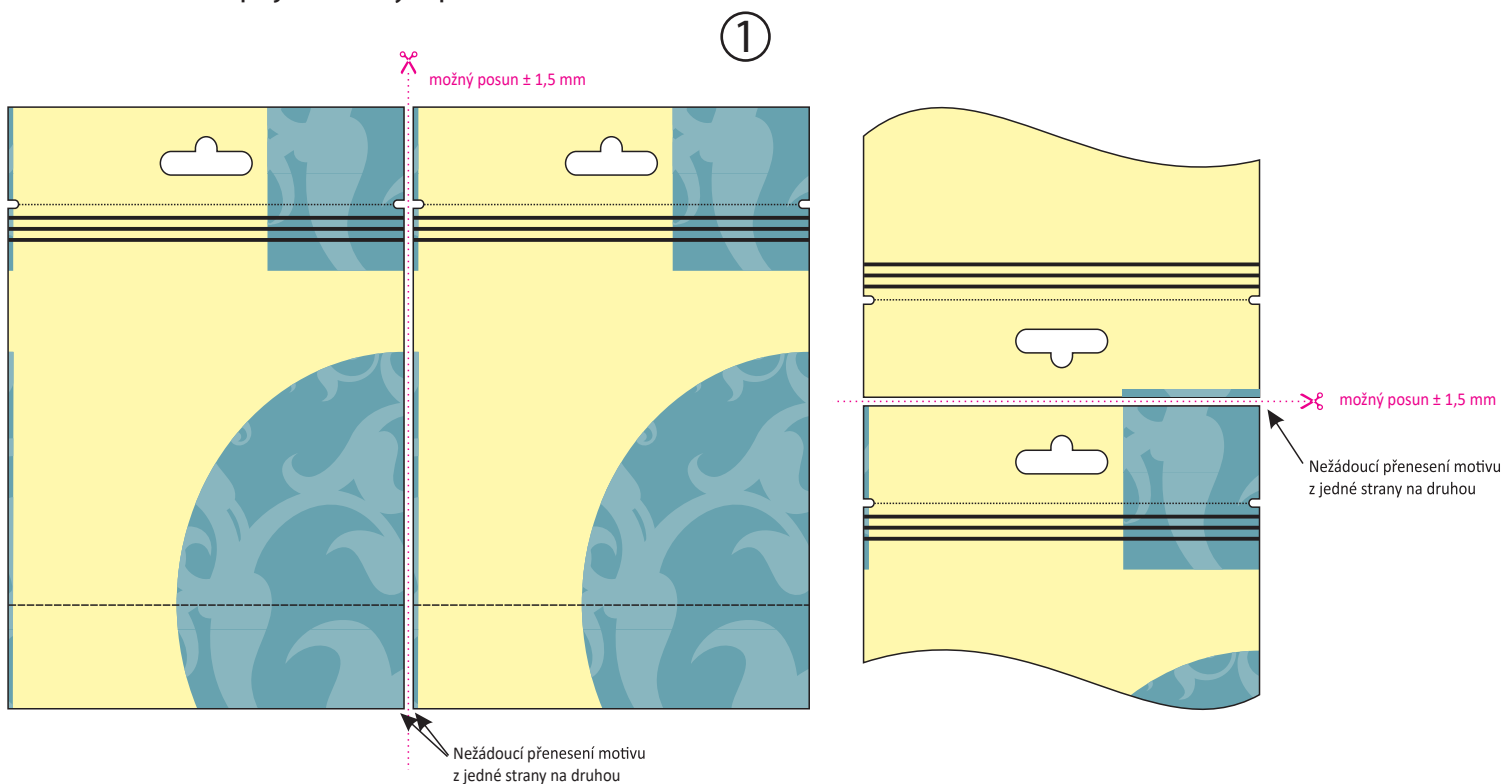 ①
možný posun ± 1,5 mm
možný posun ± 1,5 mm
Nežádoucí přenesení motivu
z jedné strany na druhou
Nežádoucí přenesení motivu
z jedné strany na druhou